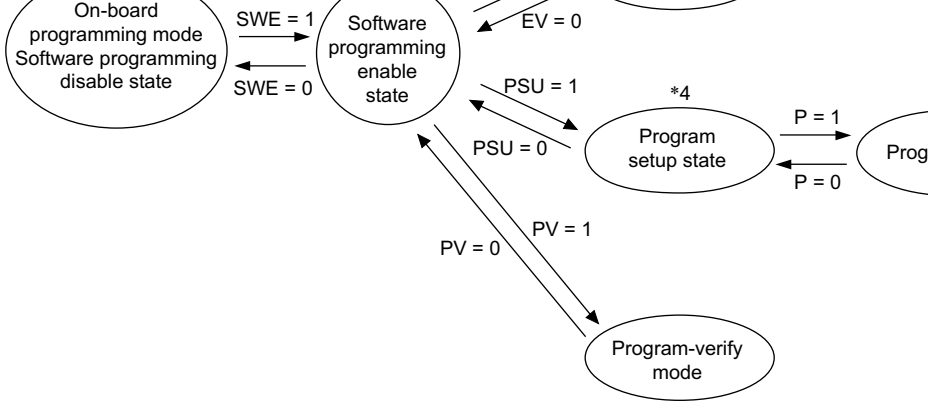 On-board
programming mode
Software programming
disable state
SWE = 1
SWE = 0
Software
programming
enable
state
EV = 0
PSU = 1
PSU = 0
*4
Program
setup state
P = 1
P = 0
PV = 1
PV = 0
Program-verify
mode